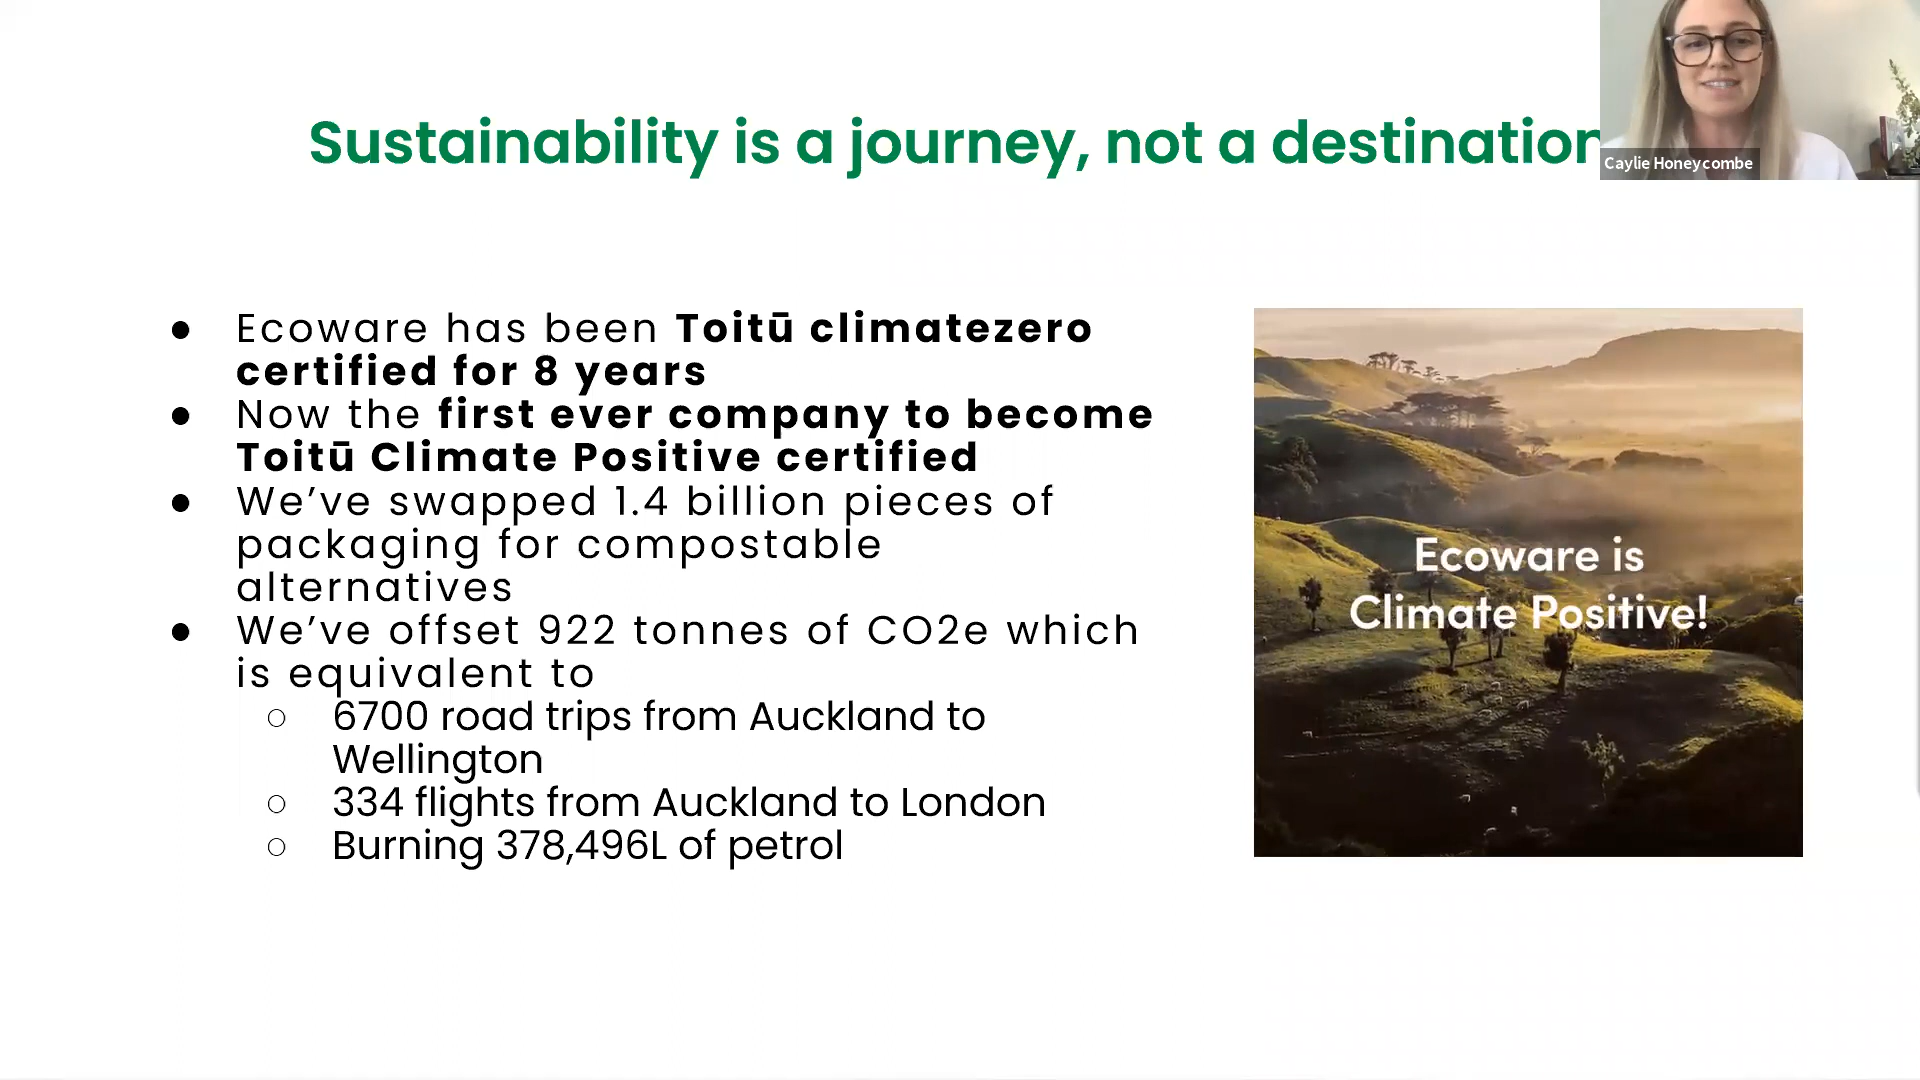 Sustainability is a journey, not a destination
Caylie Honeycombe
● Ecoware has been Toitū climatezero
certified for 8 years
● Now the first ever company to become
Toitū Climate Positive certified
● We’ve swapped 1.4 billion pieces of
packaging for compostable
alternatives
● We’ve offset 922 tonnes of CO2e which
is equivalent to
○ 6700 road trips from Auckland to
Wellington
○ 334 flights from Auckland to London
○ Burning 378,496L of petrol
Ecoware is
Climate Positive!